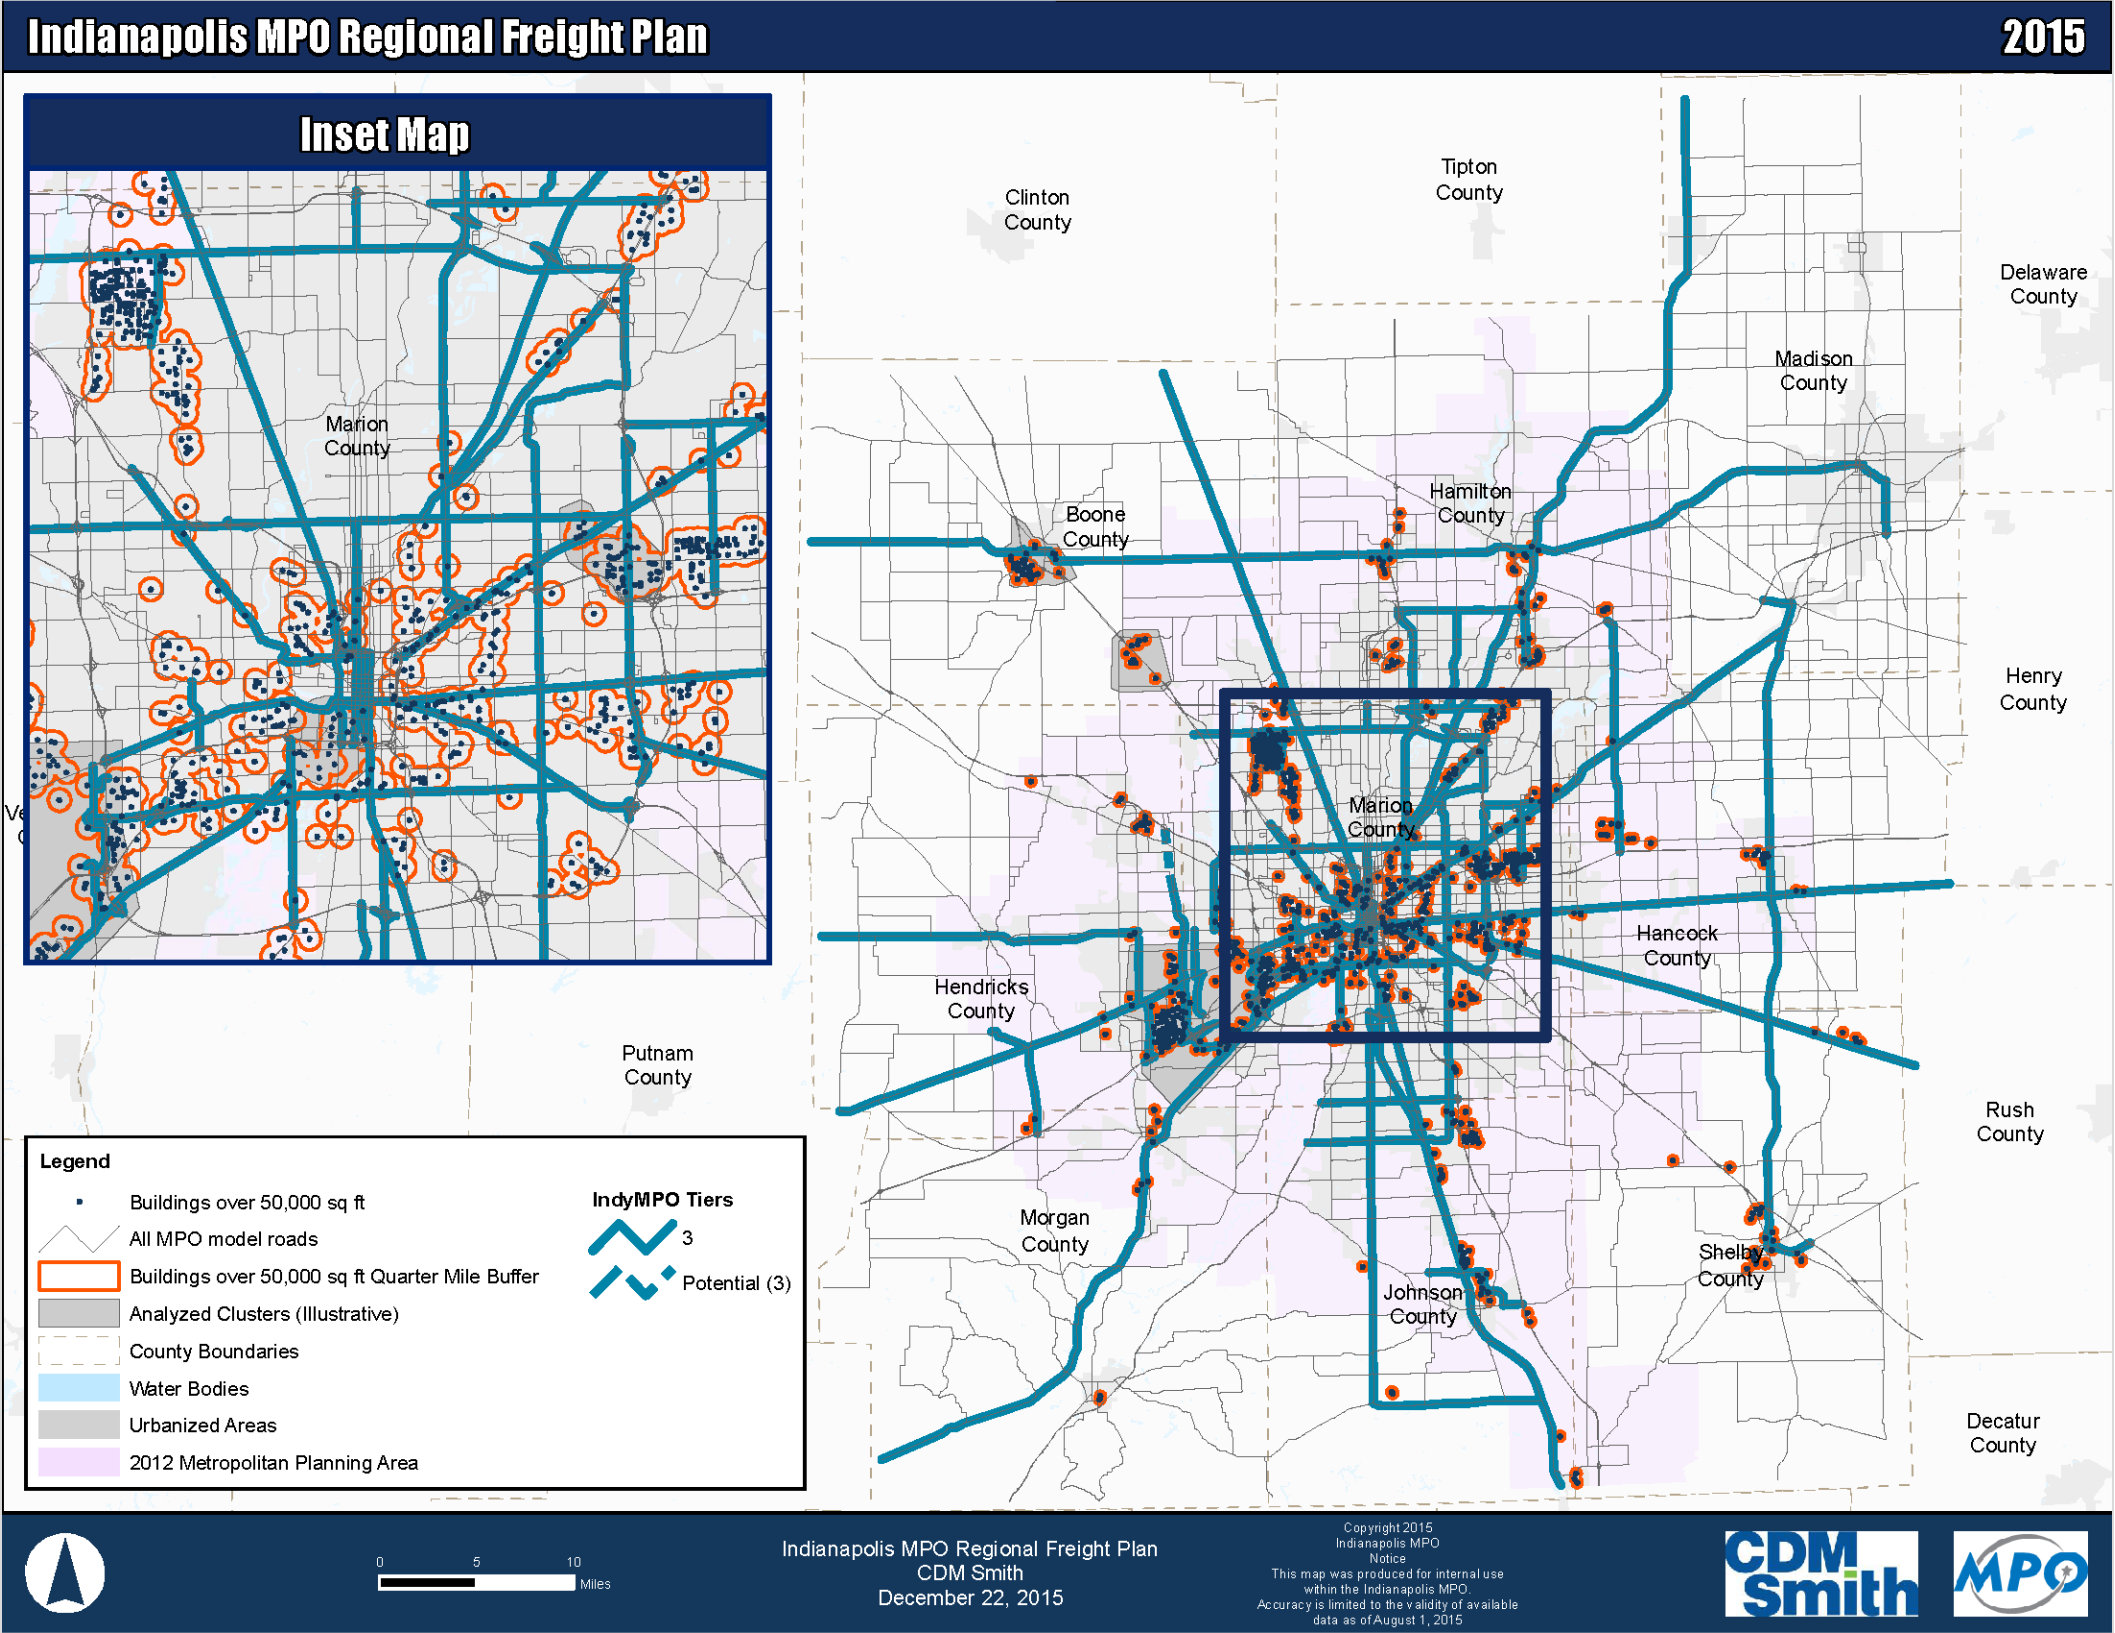 Indianapolis MPO Regional Freight Plan
2015
Inset Map
Marion
County
Clinton
County
Tipton
County
Delaware
County
Madison
County
Hamilton
County
Boone
County
Henry
County
Marion
County
Ve
Hancock
County
Hendricks
County
Putnam
County
Rush
County
Morgan
County
Shelby
County
Johnson
County
Decatur
County
Legend
Buildings over 50,000 sq ft
All MPO model roads
Buildings over 50,000 sq ft Quarter Mile Buffer
Analyzed Clusters (Illustrative)
County Boundaries
Water Bodies
Urbanized Areas
2012 Metropolitan Planning Area
IndyMPO Tiers
3
Potential (3)
0 5 10
Miles
Indianapolis MPO Regional Freight Plan
CDM Smith
December 22, 2015
Copyright 2015
Indianapolis MPO
Notice
This map was produced for internal use
within the Indianapolis MPO.
Accuracy is limited to the validity of available
data as of August 1, 2015
CDM
Smith
MPO